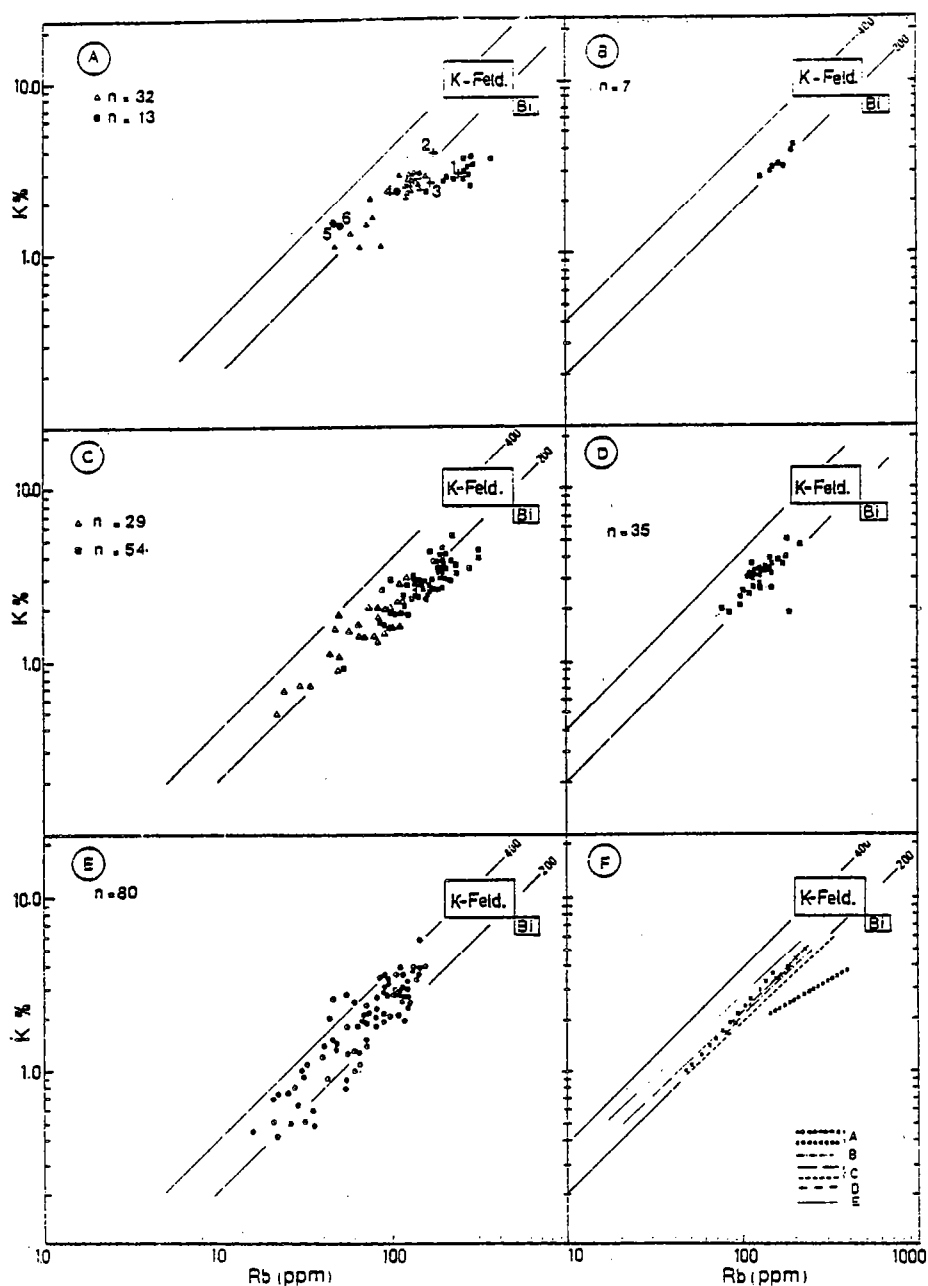 A
n = 32
n = 13
K-Feld.
Bi
10.0
1.0
K%
1
2
3
4
5
6
B
n = 7
400
200
K-Feld.
Bi
C
n = 29
n = 54
400
200
K-Feld.
Bi
10.0
1.0
K%
D
n = 35
K-Feld.
Bi
E
n = 80
400
200
K-Feld.
Bi
10.0
1.0
K%
1.0
10
100
Rb (ppm)
F
400
200
K-Feld.
Bi
A
B
C
D
E
10
100
1000
Rb (ppm)